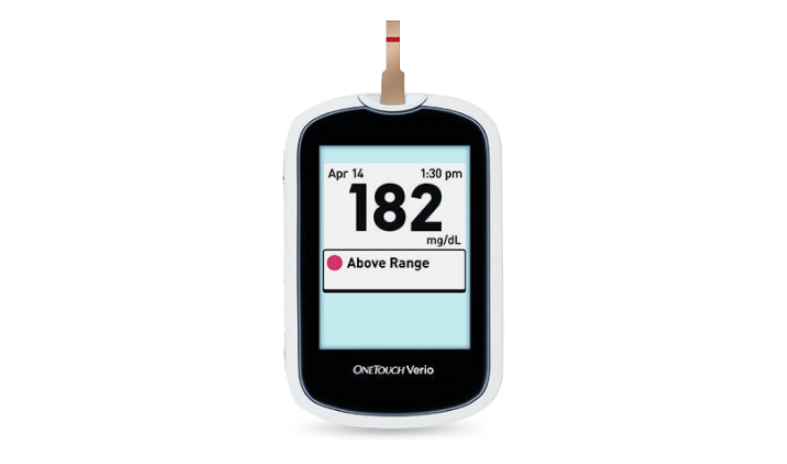 Apr 14 1:30 pm
182
mg/dL
Above Range
ONETOUCH Verio